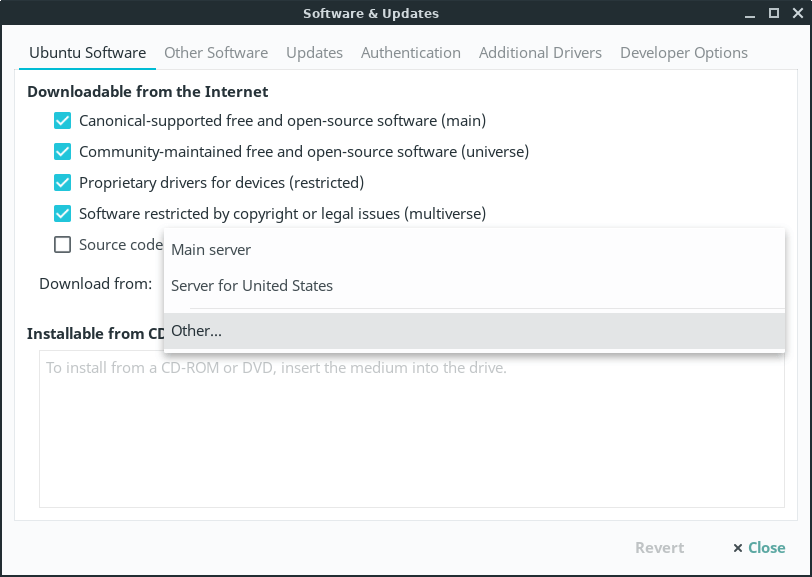 Software & Updates
Ubuntu Software Other Software Updates Authentication Additional Drivers Developer Options
Downloadable from the Internet
Canonical-supported free and open-source software (main)
Community-maintained free and open-source software (universe)
Proprietary drivers for devices (restricted)
Software restricted by copyright or legal issues (multiverse)
Source code
Main server
Download from:
Server for United States
Other...
Installable from CD
To install from a CD-ROM or DVD, insert the medium into the drive.
Revert Close